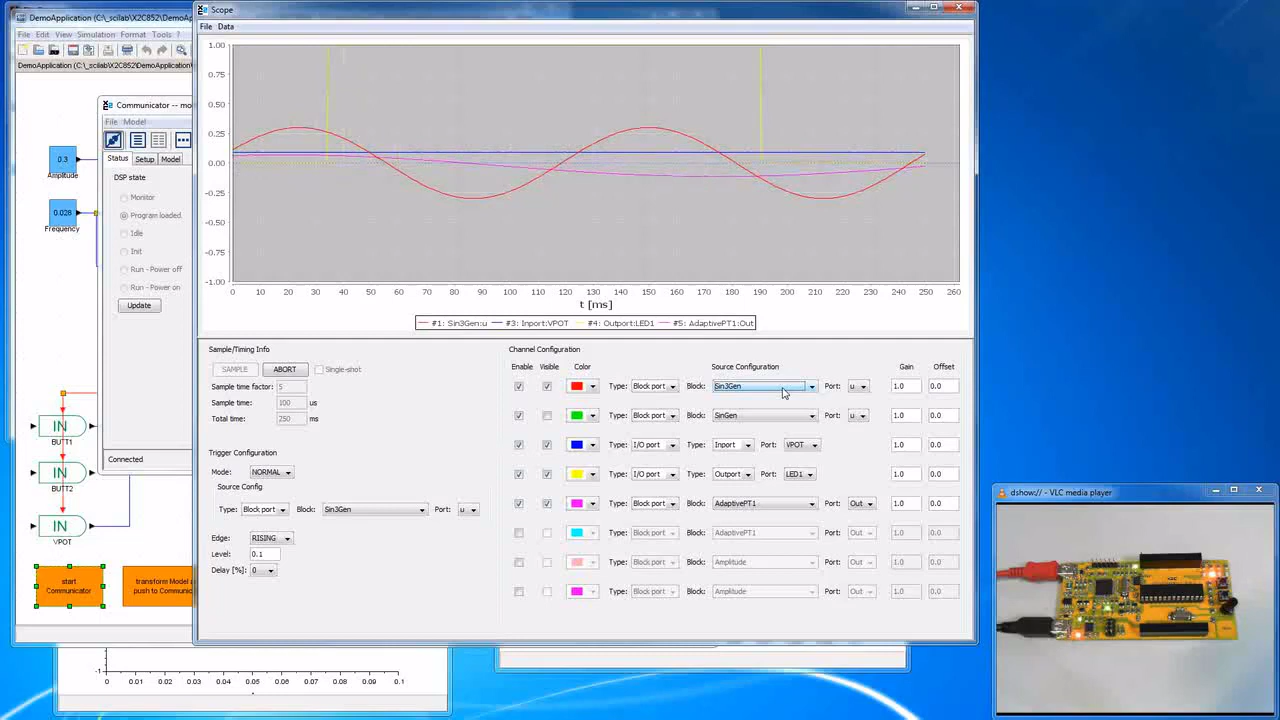 DemoApplication (C:\_scilab\X2C852\DemoAp
File Edit View Simulation Format Tools ?
DemoApplication (C:\_scilab\X2C852\DemoApplication\
0.3
Amplitude
0.028
Frequency
IN
BUTT1
IN
BUTT2
IN
VPOT
start
Communicator
transform Model a
push to Communic
Communicator -- mo
File Model
Status Setup Model
DSP state
Monitor
Program loaded
Idle
Init
Run - Power off
Run - Power on
Update
Connected
Scope
File Data
1.00
0.75
0.50
0.25
0.00
-0.25
-0.50
-0.75
-1.00
0 10 20 30 40 50 60 70 80 90 100 110 120 130 140 150 160 170 180 190 200 210 220 230 240 250 260
t [ms]
#1: Sin3Gen:u #3: Inport:VPOT #4: Outport:LED1 #5: AdaptivePT1:Out
Sample/Timing Info
SAMPLE ABORT Single-shot
Sample time factor: 5
Sample time: 100 us
Total time: 250 ms
Trigger Configuration
Mode: NORMAL
Source Config
Type: Block port Block: Sin3Gen Port: u
Edge: RISING
Level: 0.1
Delay [%]: 0
Channel Configuration
Enable Visible Color Source Configuration Gain Offset
Type: Block port Block: Sin3Gen Port: u 1.0 0.0
Type: Block port Block: SinGen Port: u 1.0 0.0
Type: I/O port Type: Inport Port: VPOT 1.0 0.0
Type: I/O port Type: Outport Port: LED1 1.0 0.0
Type: Block port Block: AdaptivePT1 Port: Out 1.0 0.0
Type: Block port Block: AdaptivePT1 Port: Out 1.0 0.0
Type: Block port Block: Amplitude Port: Out 1.0 0.0
Type: Block port Block: Amplitude Port: Out 1.0 0.0
-1
0 0.01 0.02 0.03 0.04 0.05 0.06 0.07 0.08 0.09 0.1
dshow:// - VLC media player